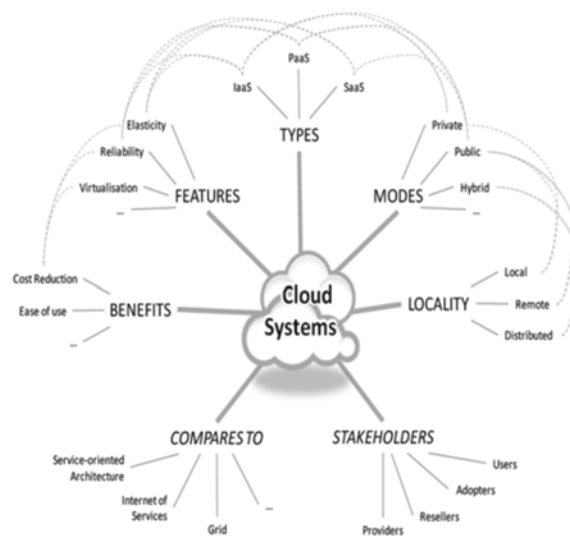 PaaS
IaaS
SaaS
TYPES
Elasticity
Reliability
Virtualisation
...
FEATURES
Private
Public
Hybrid
...
MODES
Cost Reduction
Ease of use
...
BENEFITS
Cloud
Systems
LOCALITY
Local
Remote
Distributed
COMPARES TO
Service-oriented
Architecture
Internet of
Services
Grid
...
STAKEHOLDERS
Users
Adopters
Resellers
Providers